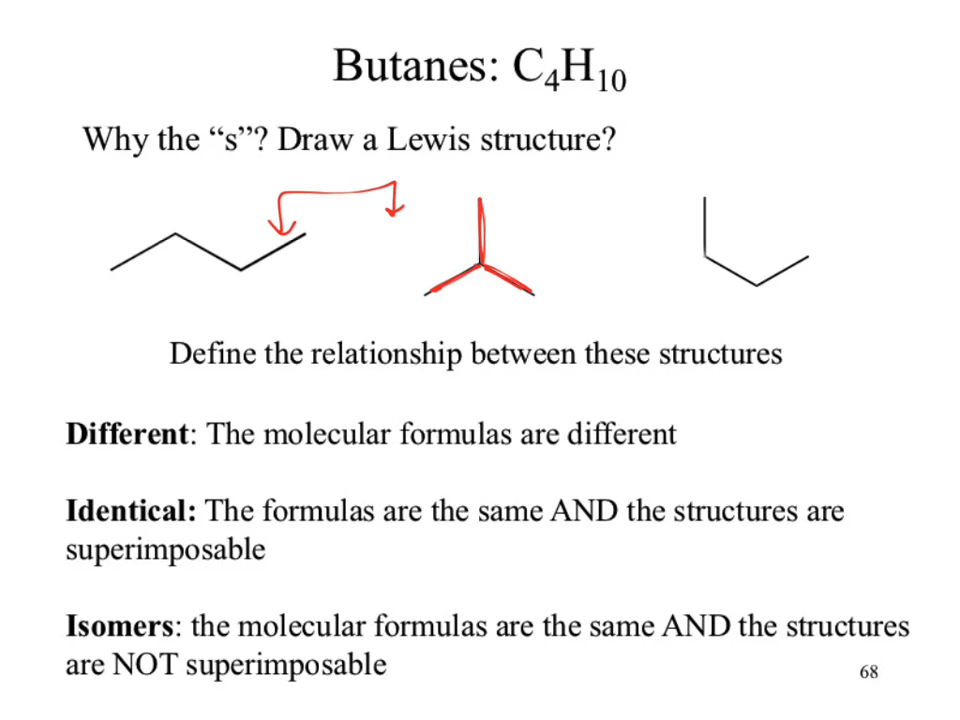 Butanes: C₄H₁₀
Why the “s”? Draw a Lewis structure?
Define the relationship between these structures
Different: The molecular formulas are different
Identical: The formulas are the same AND the structures are
superimposable
Isomers: the molecular formulas are the same AND the structures
are NOT superimposable
68